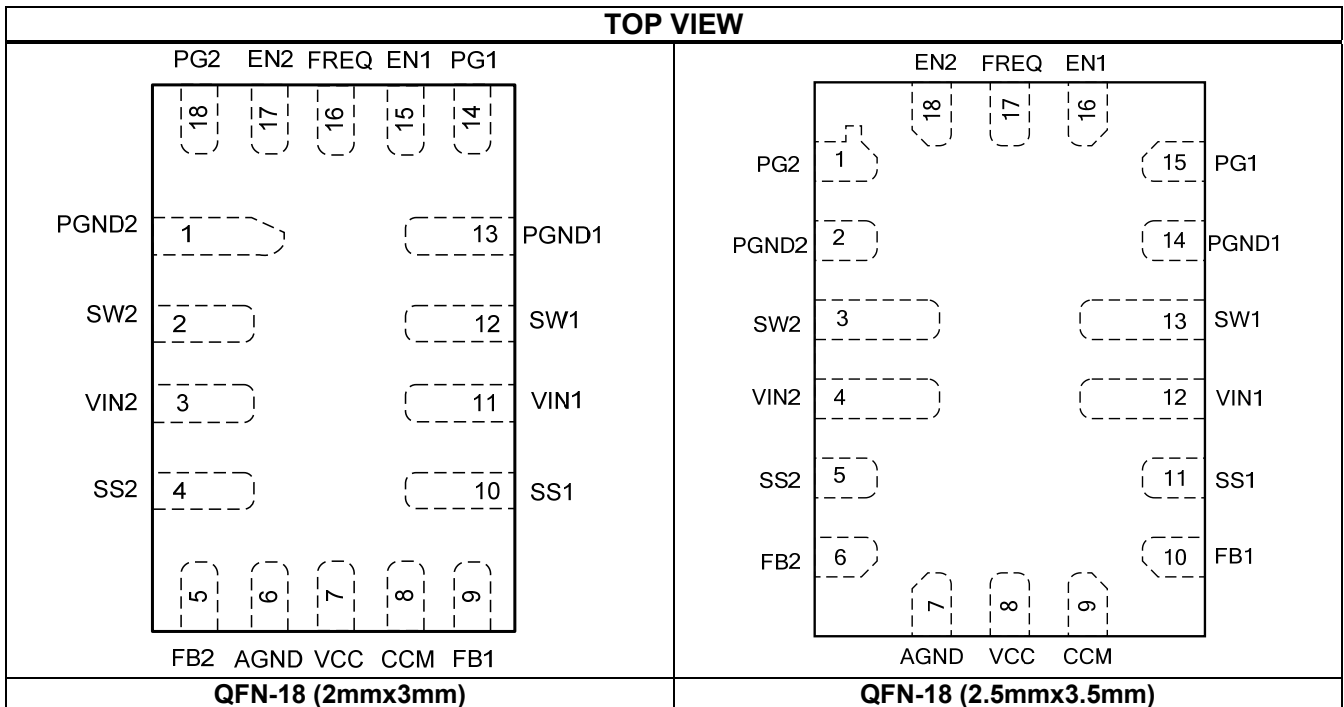 TOP VIEW
PG2 EN2 FREQ EN1 PG1
18 17 16 15 14
PGND2 1 13 PGND1
SW2 2 12 SW1
VIN2 3 11 VIN1
SS2 4 10 SS1
5 6 7 8 9
FB2 AGND VCC CCM FB1
QFN-18 (2mmx3mm)
EN2 FREQ EN1
18 17 16
PG2 1 15 PG1
PGND2 2 14 PGND1
SW2 3 13 SW1
VIN2 4 12 VIN1
SS2 5 11 SS1
FB2 6 10 FB1
7 8 9
AGND VCC CCM
QFN-18 (2.5mmx3.5mm)